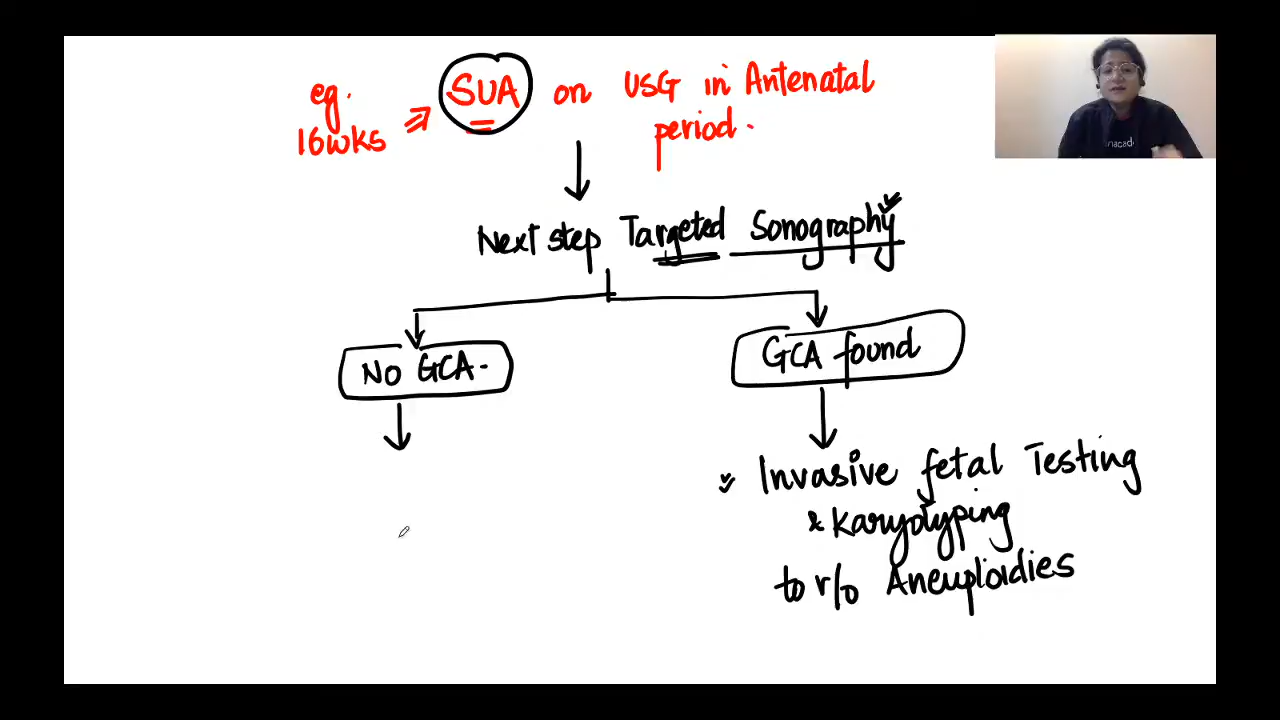 eg. SUA on USG in Antenatal
16wks ⇒ period.
Next step Targeted Sonography
No GCA.
GCA found
Invasive fetal Testing
& Karyotyping
to r/o Aneuploidies
nacad